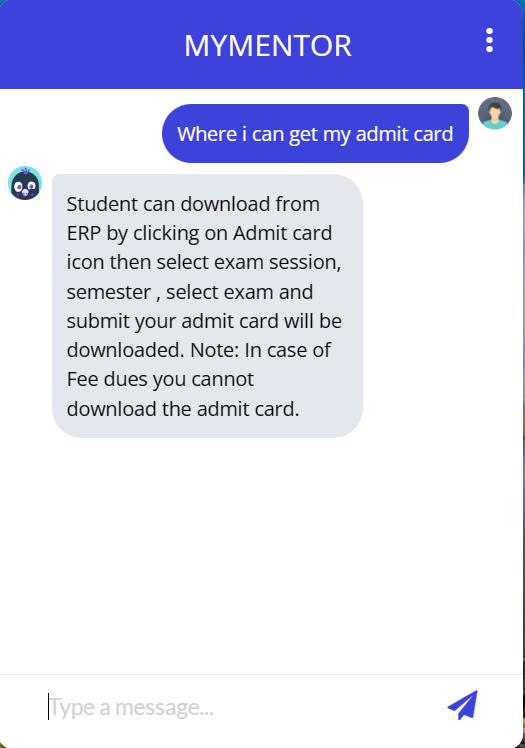 MYMENTOR
Where i can get my admit card
Student can download from
ERP by clicking on Admit card
icon then select exam session,
semester , select exam and
submit your admit card will be
downloaded. Note: In case of
Fee dues you cannot
download the admit card.
Type a message...